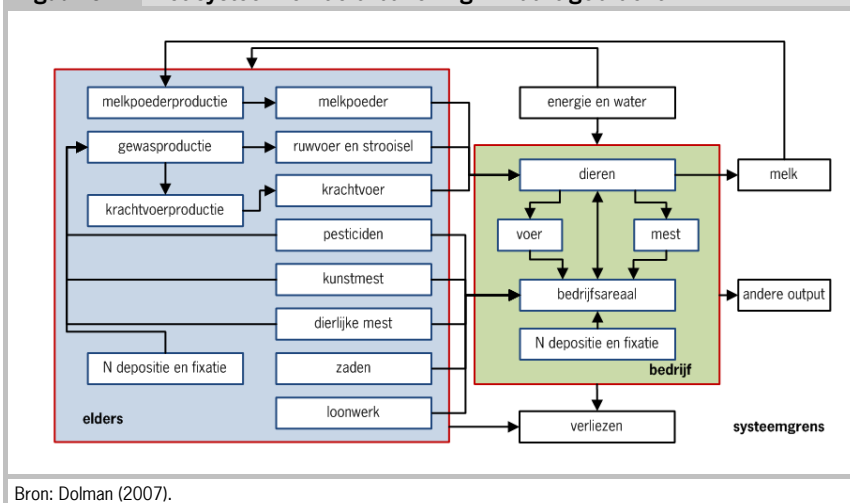 melkpoederproductie
melkpoeder
energie en water
gewasproductie
ruwvoer en strooisel
dieren
melk
krachtvoerproductie
krachtvoer
pesticiden
voer
mest
kunstmest
bedrijfsareaal
andere output
dierlijke mest
N depositie en fixatie
N depositie en fixatie
zaden
bedrijf
elders
loonwerk
verliezen
systeemgrens
Bron: Dolman (2007).